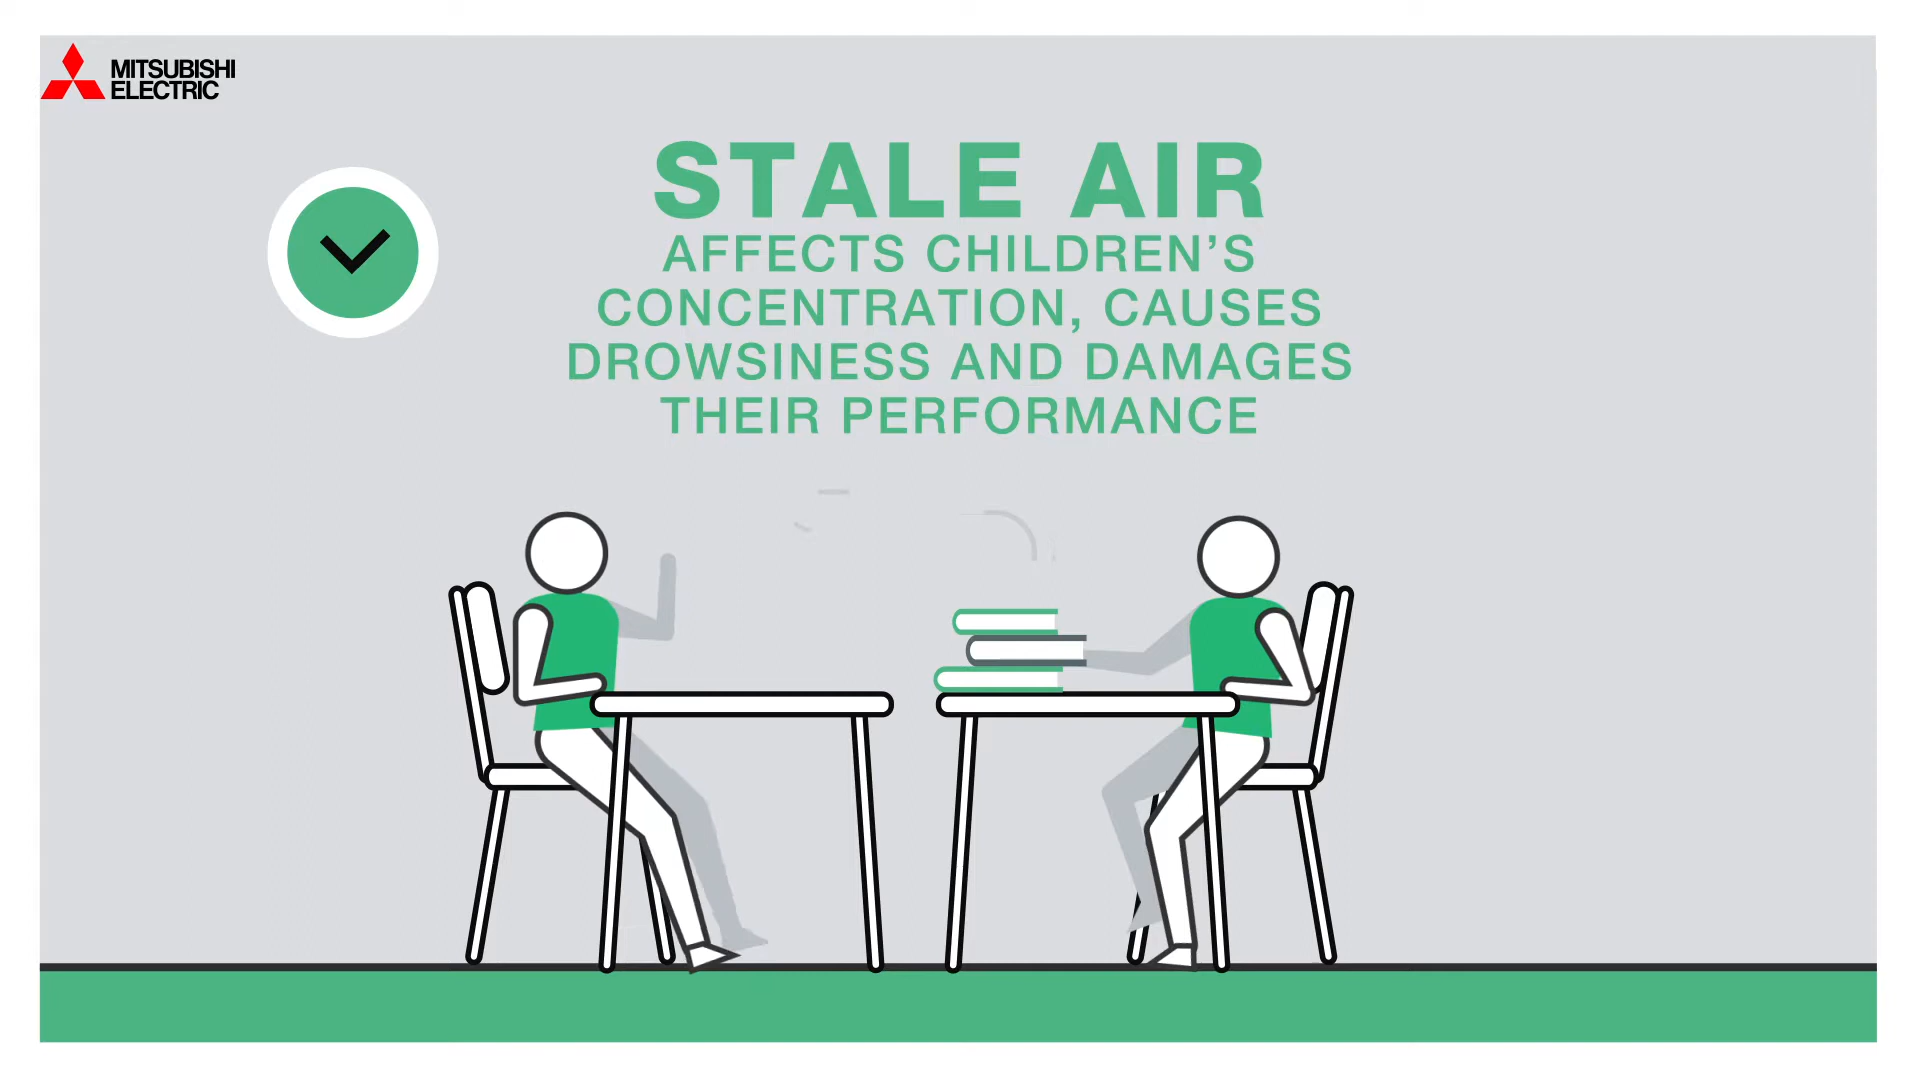 MITSUBISHI
ELECTRIC
STALE AIR
AFFECTS CHILDREN’S
CONCENTRATION, CAUSES
DROWSINESS AND DAMAGES
THEIR PERFORMANCE